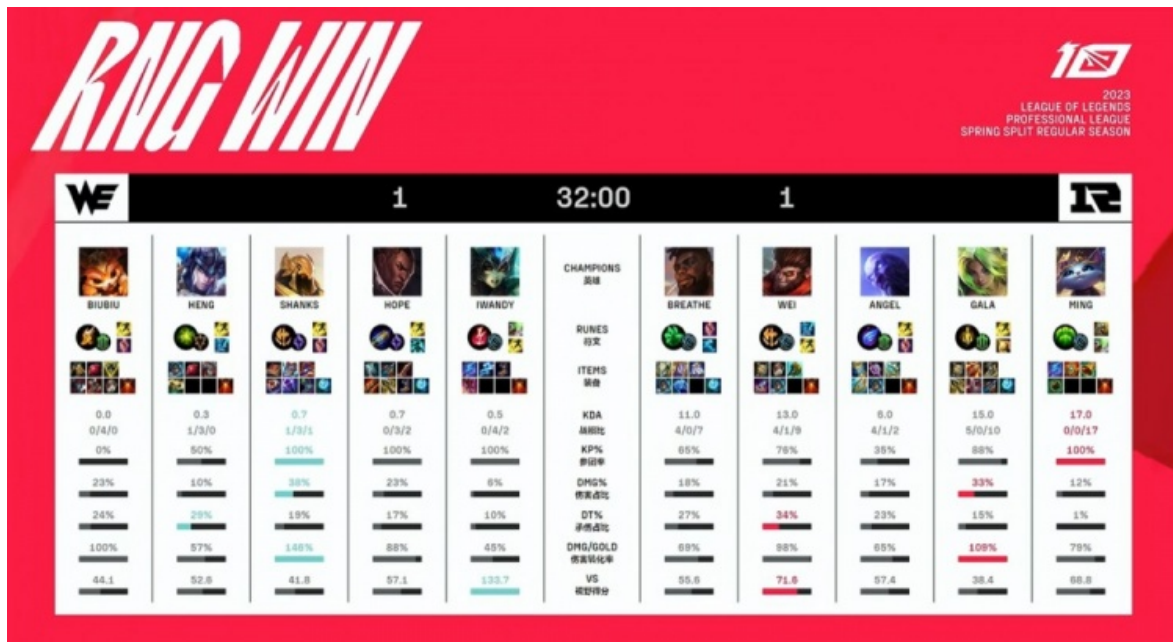 RNG WIN
10
2023
LEAGUE OF LEGENDS
PROFESSIONAL LEAGUE
SPRING SPLIT REGULAR SEASON
WE 1 32:00 1 R
CHAMPIONS
英雄
BIUBIU HENG SHANKS HOPE IWANDY BREATHE WEI ANGEL GALA MING
RUNES
符文
ITEMS
装备
0.0 0.3 0.7 0.7 0.5 KDA 11.0 13.0 6.0 15.0 17.0
0/4/0 1/3/0 1/3/1 0/3/2 0/4/2 战损比 4/0/7 4/1/9 4/1/2 5/0/10 0/0/17
0% 50% 100% 100% 100% KP% 65% 76% 35% 88% 100%
参团率
23% 10% 38% 23% 6% DMG% 18% 21% 17% 33% 12%
伤害占比
24% 29% 19% 17% 10% DT% 27% 34% 23% 15% 1%
承伤占比
100% 57% 146% 88% 45% DMG/GOLD 69% 98% 65% 109% 79%
伤害转化率
44.1 52.6 41.8 57.1 133.7 VS 55.6 71.6 57.4 38.4 68.8
视野得分